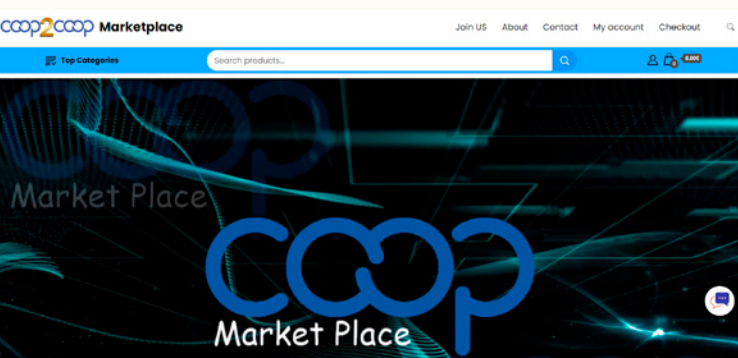 coop2coop Marketplace
Join US About Contact My account Checkout
Top Categories
Search products...
0
0.00€
coop
Market Place
coop
Market Place